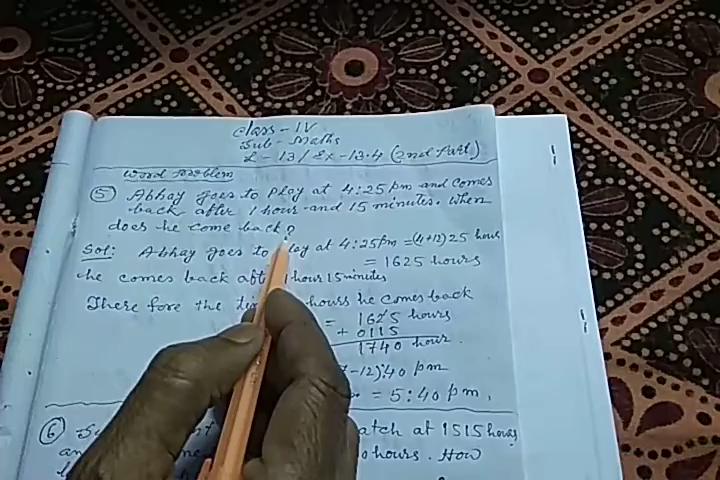 Class - IV
Sub - Maths
L - 13 / Ex - 13.4 (2nd Part)
Word Problem
5 Abhay goes to play at 4:25 pm and comes
back after 1 hour and 15 minutes. When
does he come back?
Sol: Abhay goes to play at 4:25pm = (4+12)25 hour
= 1625 hours
he comes back after 1 hour 15 minutes
There fore the hours he comes back
= 1625 hours
+ 0115
1740 hour.
-12):40 pm
= 5:40 pm,
6 atch at 1515 hours
hours. How